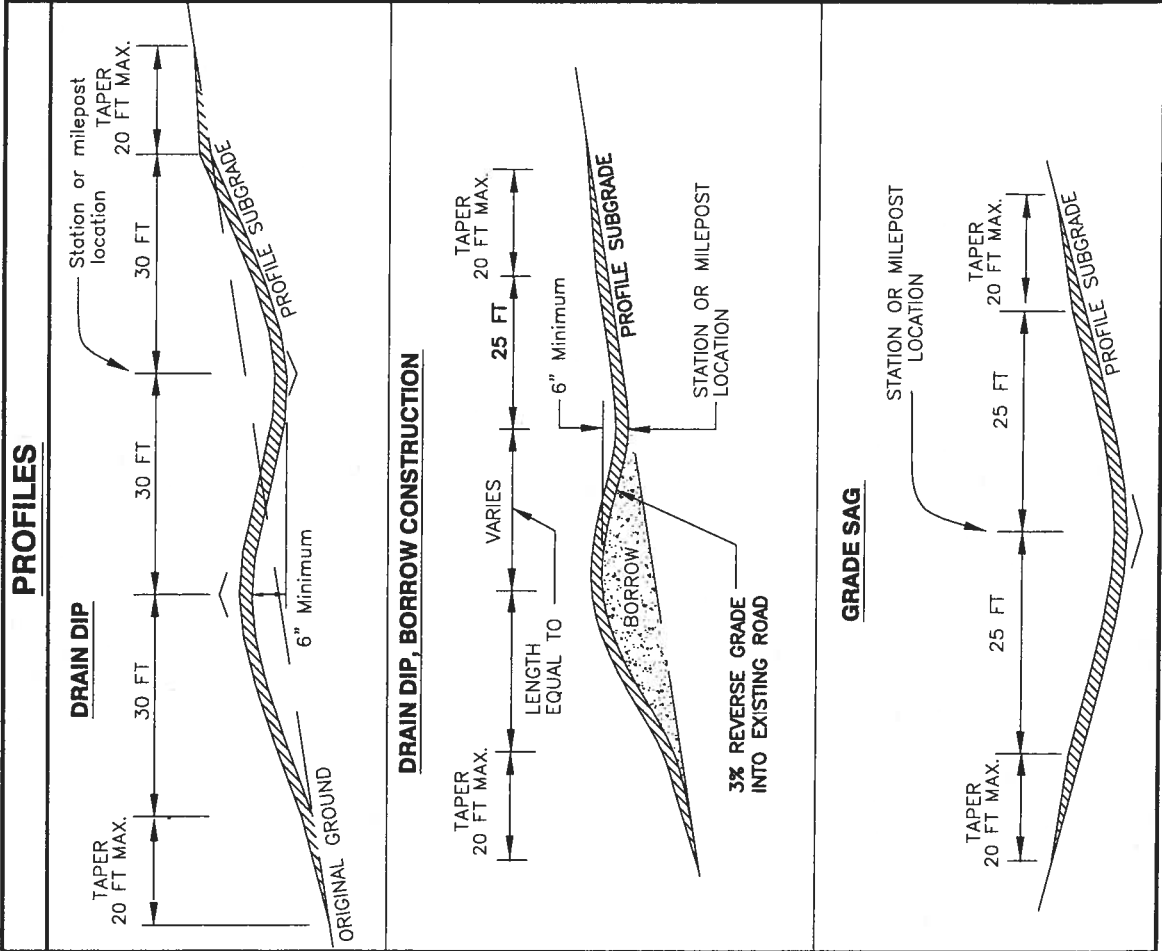 PROFILES
DRAIN DIP
TAPER
20 FT MAX.
30 FT
30 FT
30 FT
TAPER
20 FT MAX.
Station or milepost
location
6" Minimum
ORIGINAL GROUND
PROFILE SUBGRADE
DRAIN DIP, BORROW CONSTRUCTION
TAPER
20 FT MAX.
LENGTH
EQUAL TO
VARIES
25 FT
TAPER
20 FT MAX.
6" Minimum
PROFILE SUBGRADE
BORROW
STATION OR MILEPOST
LOCATION
3% REVERSE GRADE
INTO EXISTING ROAD
GRADE SAG
STATION OR MILEPOST
LOCATION
TAPER
20 FT MAX.
25 FT
25 FT
TAPER
20 FT MAX.
PROFILE SUBGRADE